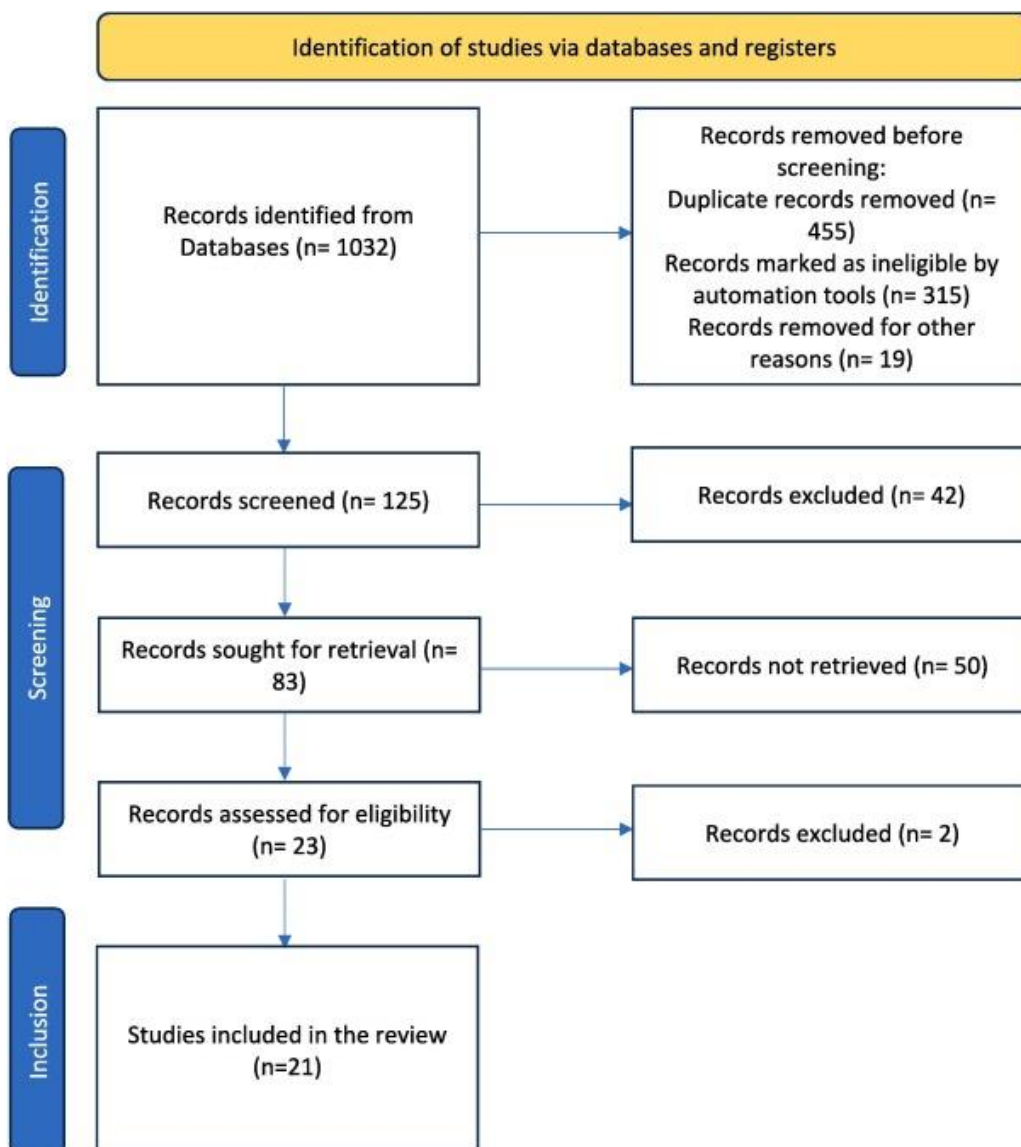 Identification of studies via databases and registers
Identification
Records identified from
Databases (n= 1032)
Records removed before
screening:
Duplicate records removed (n=
455)
Records marked as ineligible by
automation tools (n= 315)
Records removed for other
reasons (n= 19)
Screening
Records screened (n= 125)
Records excluded (n= 42)
Records sought for retrieval (n=
83)
Records not retrieved (n= 50)
Records assessed for eligibility
(n= 23)
Records excluded (n= 2)
Inclusion
Studies included in the review
(n=21)